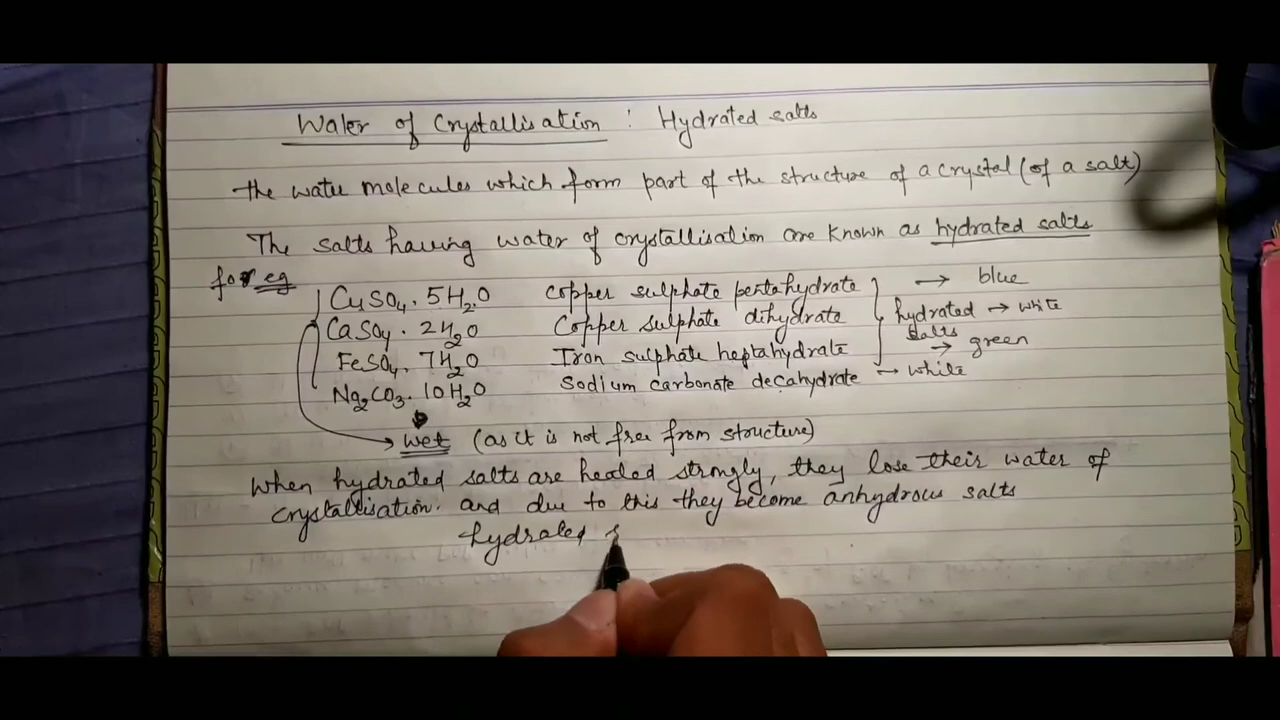 Water of Crystallisation : Hydrated salts
the water molecules which form part of the structure of a crystal (of a salt)
The salts having water of crystallisation are known as hydrated salts
for eg
CuSO4 . 5H2O Copper sulphate pentahydrate → blue
CaSO4 . 2H2O Copper sulphate dihydrate hydrated salts → white
FeSO4 . 7H2O Iron sulphate heptahydrate → green
Na2CO3 . 10H2O Sodium carbonate decahydrate → white
→ wet (as it is not free from structure)
When hydrated salts are heated strongly, they lose their water of
crystallisation. and due to this they become anhydrous salts
hydrated s